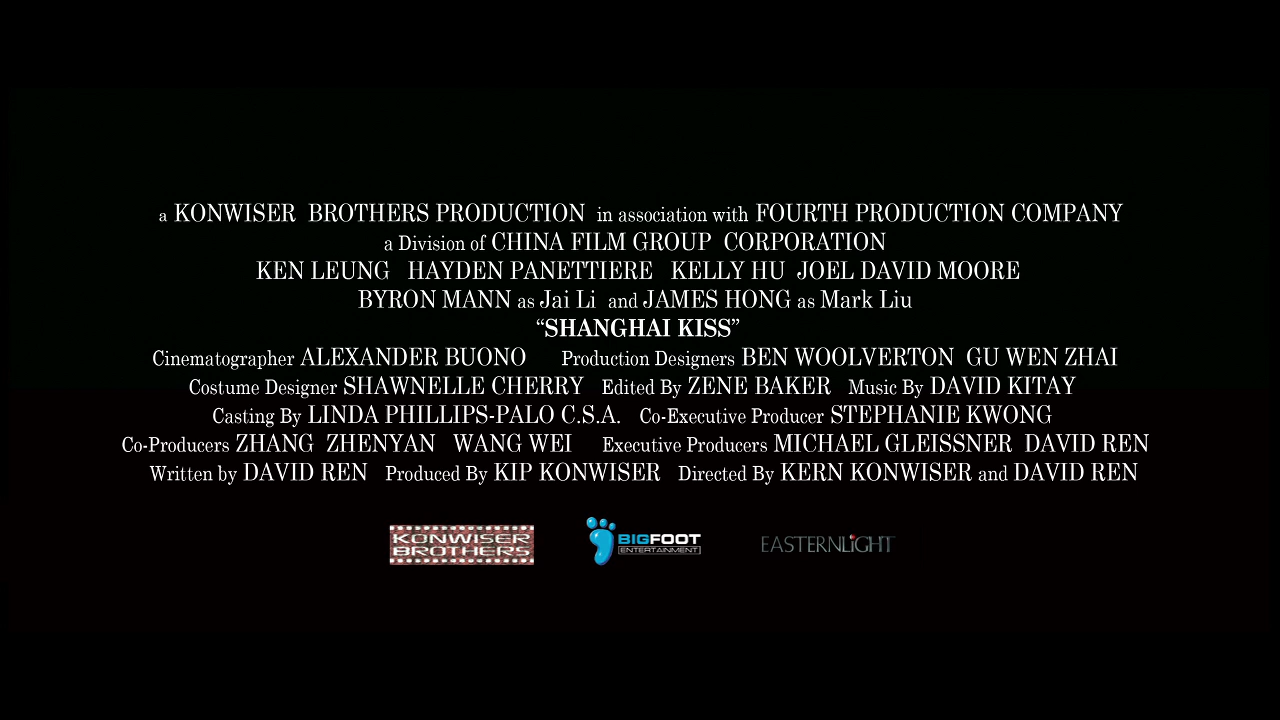 a KONWISER BROTHERS PRODUCTION in association with FOURTH PRODUCTION COMPANY
a Division of CHINA FILM GROUP CORPORATION
KEN LEUNG HAYDEN PANETTIERE KELLY HU JOEL DAVID MOORE
BYRON MANN as Jai Li and JAMES HONG as Mark Liu
“SHANGHAI KISS”
Cinematographer ALEXANDER BUONO Production Designers BEN WOOLVERTON GU WEN ZHAI
Costume Designer SHAWNELLE CHERRY Edited By ZENE BAKER Music By DAVID KITAY
Casting By LINDA PHILLIPS-PALO C.S.A. Co-Executive Producer STEPHANIE KWONG
Co-Producers ZHANG ZHENYAN WANG WEI Executive Producers MICHAEL GLEISSNER DAVID REN
Written by DAVID REN Produced By KIP KONWISER Directed By KERN KONWISER and DAVID REN
KONWISER BROTHERS
BIGFOOT ENTERTAINMENT
EASTERNLiGHT